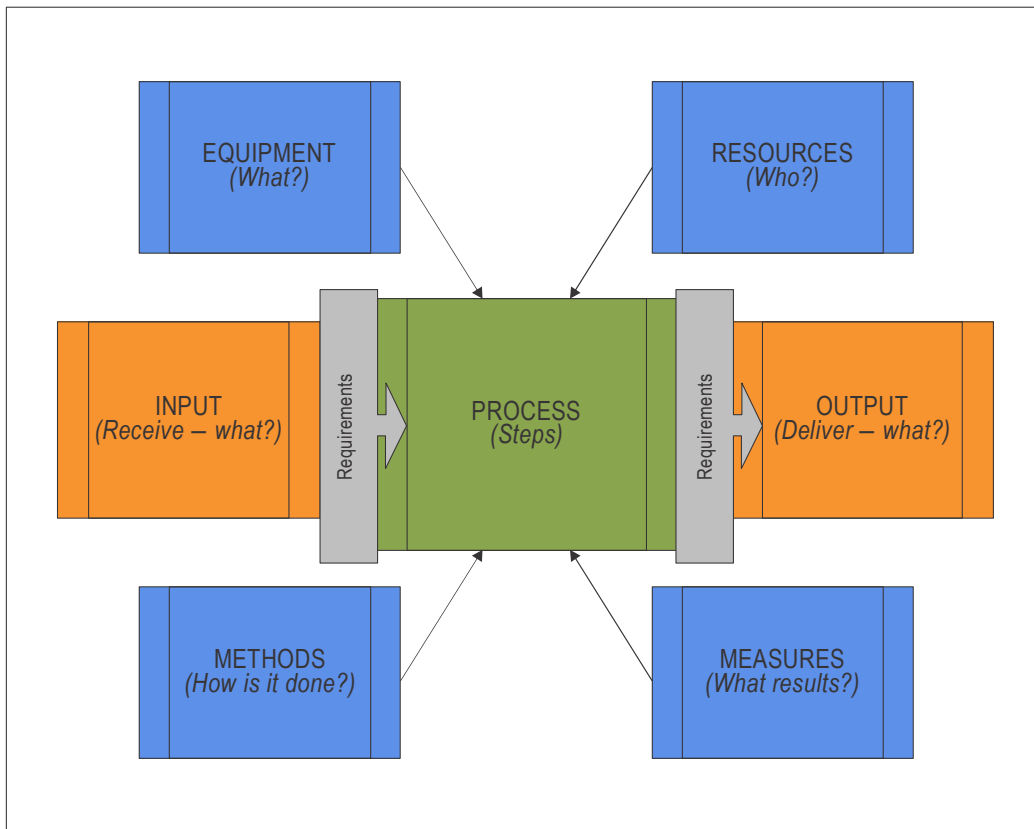 EQUIPMENT
(What?)
RESOURCES
(Who?)
INPUT
(Receive – what?)
Requirements
PROCESS
(Steps)
Requirements
OUTPUT
(Deliver – what?)
METHODS
(How is it done?)
MEASURES
(What results?)